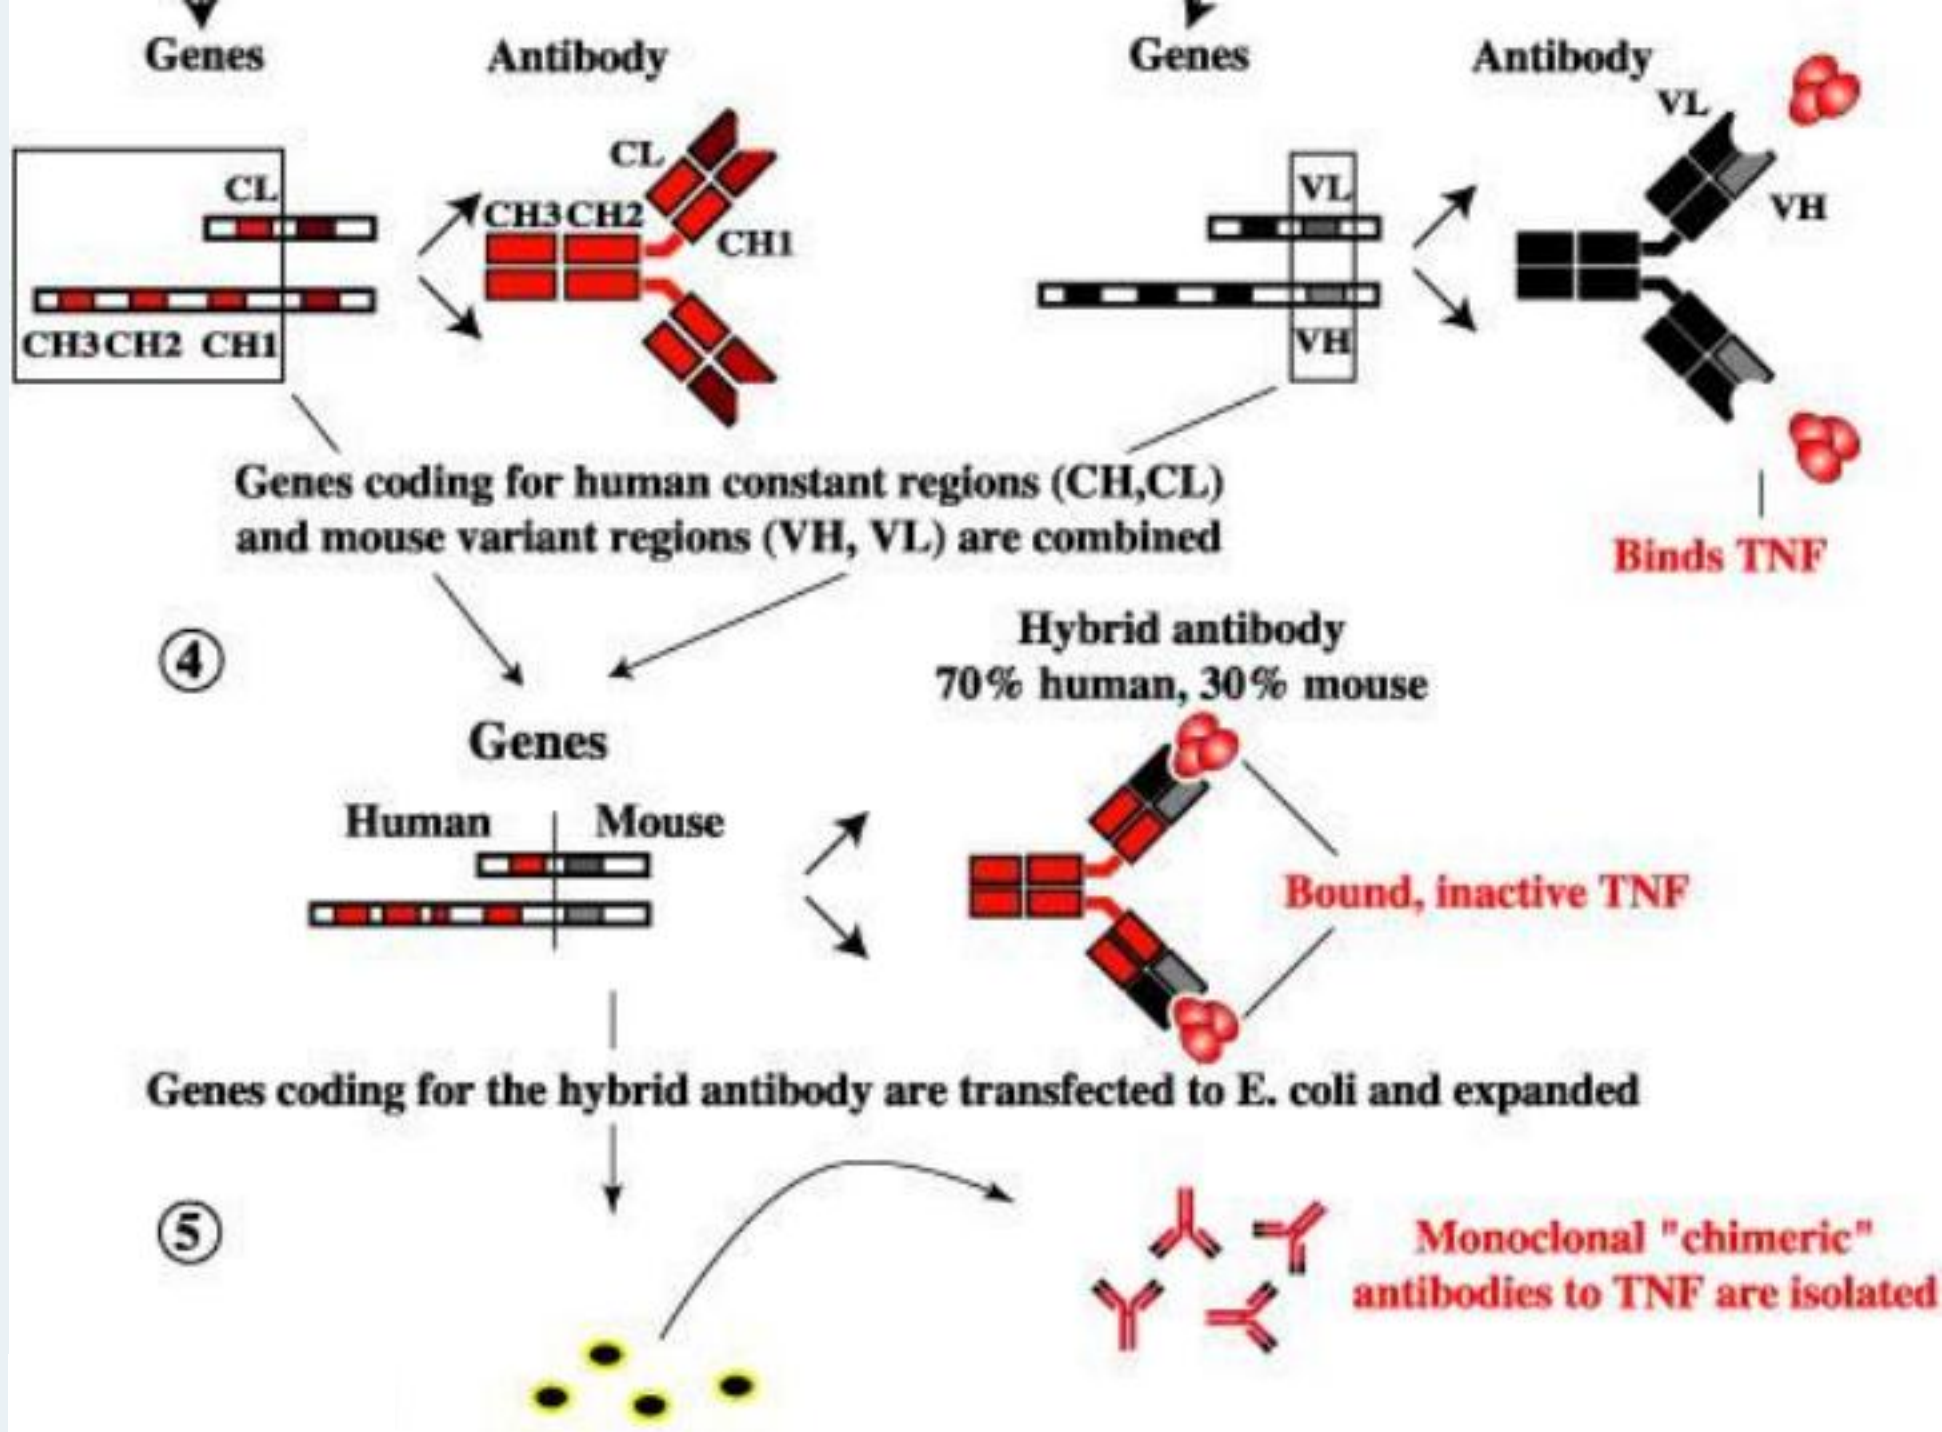 Genes
Antibody
Genes
Antibody
VL
CL
CL
CH3 CH2
CH1
VL
VH
CH3 CH2 CH1
VH
Genes coding for human constant regions (CH,CL)
and mouse variant regions (VH, VL) are combined
Binds TNF
4
Hybrid antibody
70% human, 30% mouse
Genes
Human
Mouse
Bound, inactive TNF
Genes coding for the hybrid antibody are transfected to E. coli and expanded
5
Monoclonal "chimeric"
antibodies to TNF are isolated